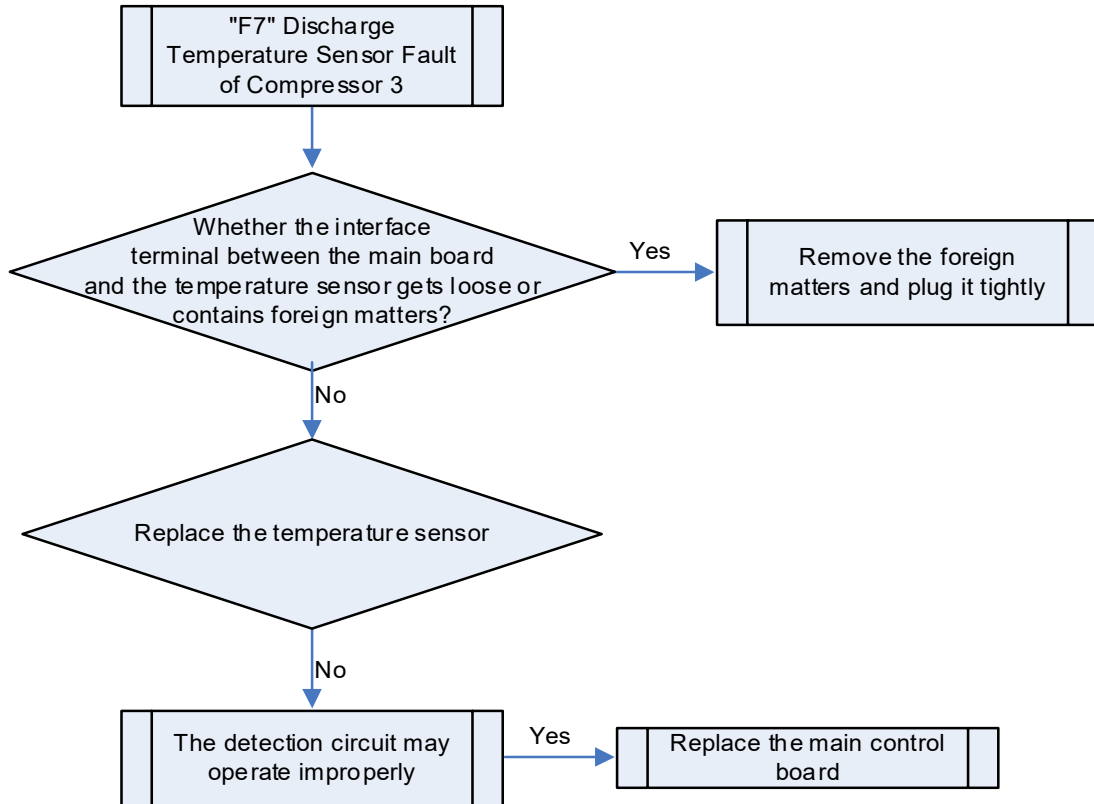 "F7" Discharge
Temperature Sensor Fault
of Compressor 3
Whether the interface
terminal between the main board
and the temperature sensor gets loose or
contains foreign matters?
Yes
Remove the foreign
matters and plug it tightly
No
Replace the temperature sensor
No
The detection circuit may
operate improperly
Yes
Replace the main control
board